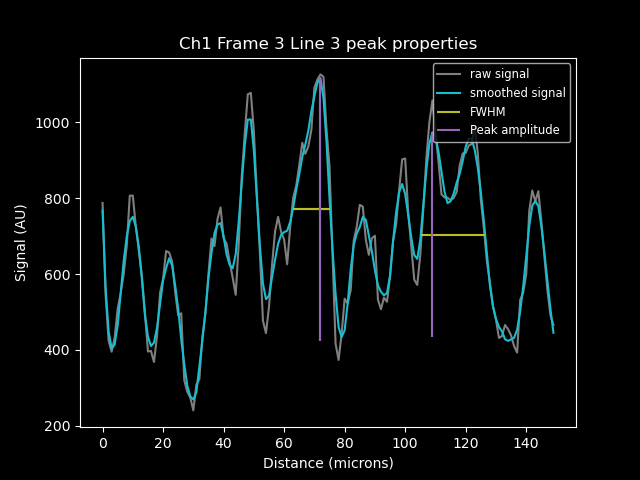 Ch1 Frame 3 Line 3 peak properties
raw signal
smoothed signal
FWHM
Peak amplitude
Signal (AU)
1000
800
600
400
200
0 20 40 60 80 100 120 140
Distance (microns)